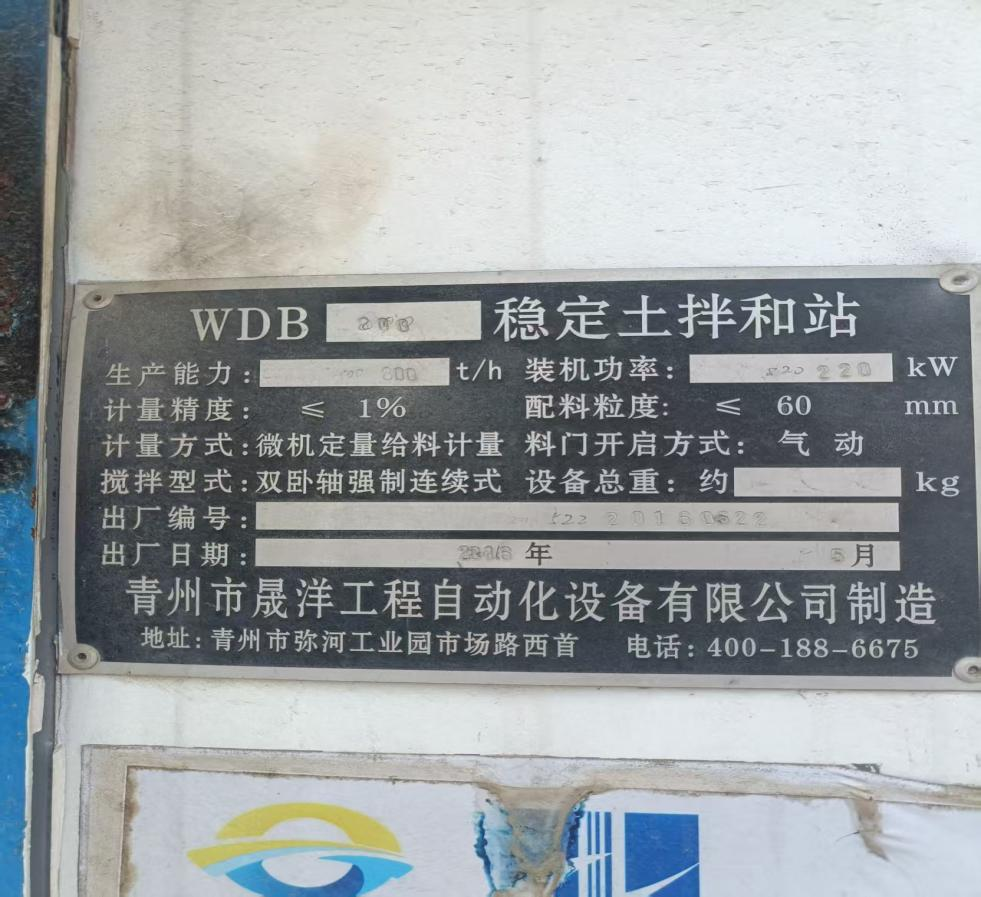 WDB 稳定土拌和站
生产能力: t/h 装机功率: 220 kW
计量精度: ≤ 1% 配料粒度: ≤ 60 mm
计量方式:微机定量给料计量 料门开启方式: 气动
搅拌型式:双卧轴强制连续式 设备总重: 约 kg
出厂编号: 522 20160522
出厂日期: 年 5月
青州市晟洋工程自动化设备有限公司制造
地址:青州市弥河工业园市场路西首 电话:400-188-6675